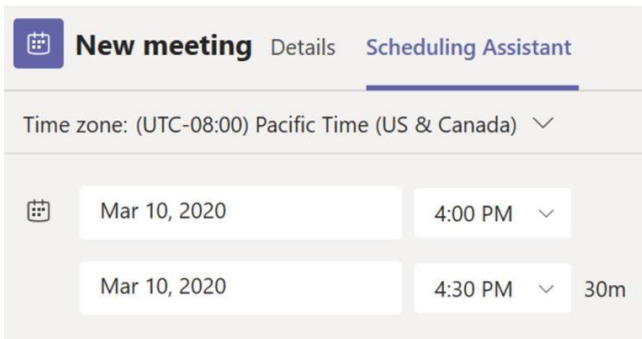 New meeting Details Scheduling Assistant
Time zone: (UTC-08:00) Pacific Time (US & Canada)
Mar 10, 2020 4:00 PM
Mar 10, 2020 4:30 PM 30m